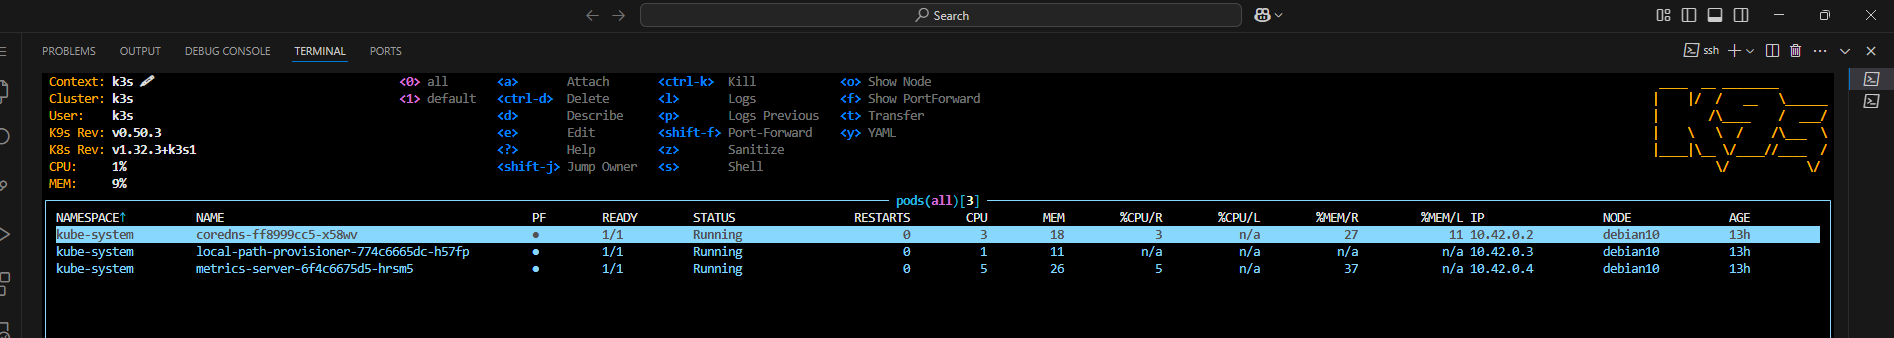 Search
PROBLEMS OUTPUT DEBUG CONSOLE TERMINAL PORTS ssh
Context: k3s <0> all <a> Attach <ctrl-k> Kill <o> Show Node
Cluster: k3s <1> default <ctrl-d> Delete <l> Logs <f> Show PortForward
User: k3s <d> Describe <p> Logs Previous <t> Transfer
K9s Rev: v0.50.3 <e> Edit <shift-f> Port-Forward <y> YAML
K8s Rev: v1.32.3+k3s1 <?> Help <z> Sanitize
CPU: 1% <shift-j> Jump Owner <s> Shell
MEM: 9%
pods(all)[3]
NAMESPACE↑ NAME PF READY STATUS RESTARTS CPU MEM %CPU/R %CPU/L %MEM/R %MEM/L IP NODE AGE
kube-system coredns-ff8999cc5-x58wv ● 1/1 Running 0 3 18 3 n/a 27 11 10.42.0.2 debian10 13h
kube-system local-path-provisioner-774c6665dc-h57fp ● 1/1 Running 0 1 11 n/a n/a n/a n/a 10.42.0.3 debian10 13h
kube-system metrics-server-6f4c6675d5-hrsm5 ● 1/1 Running 0 5 26 5 n/a 37 n/a 10.42.0.4 debian10 13h